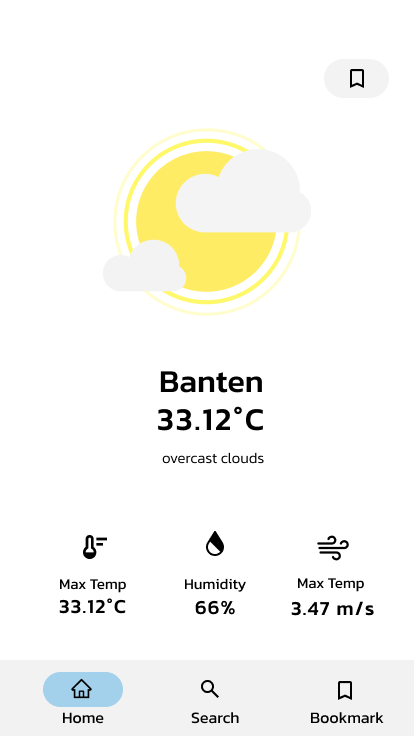 Banten
33.12°C
overcast clouds
Max Temp
33.12°C
Humidity
66%
Max Temp
3.47 m/s
Home
Search
Bookmark